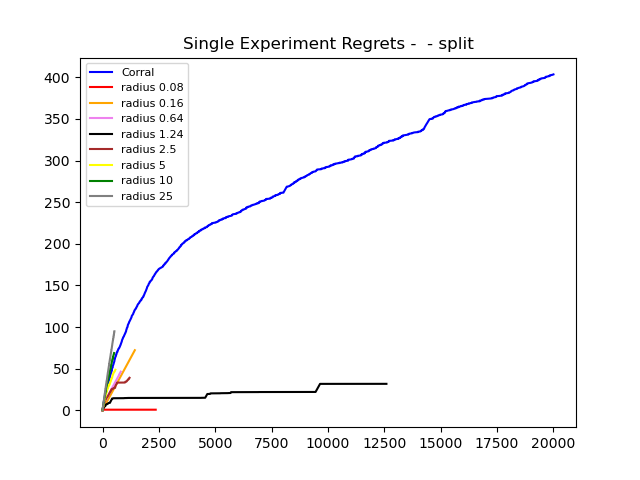 Single Experiment Regrets -  - split
400
350
300
250
200
150
100
50
0
Corral
radius 0.08
radius 0.16
radius 0.64
radius 1.24
radius 2.5
radius 5
radius 10
radius 25
0 2500 5000 7500 10000 12500 15000 17500 20000